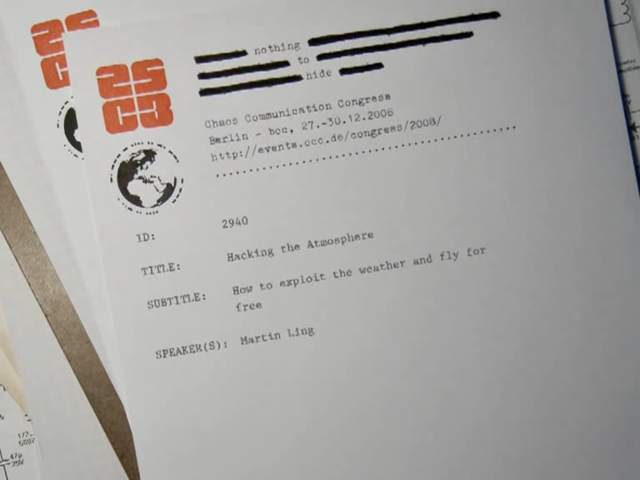 25
C3
nothing
to
hide
Chaos Communication Congress
Berlin - bcc, 27.-30.12.2008
http://events.ccc.de/congress/2008/
ID: 2940
TITLE: Hacking the Atmosphere
SUBTITLE: How to exploit the weather and fly for
free
SPEAKER(S): Martin Ling